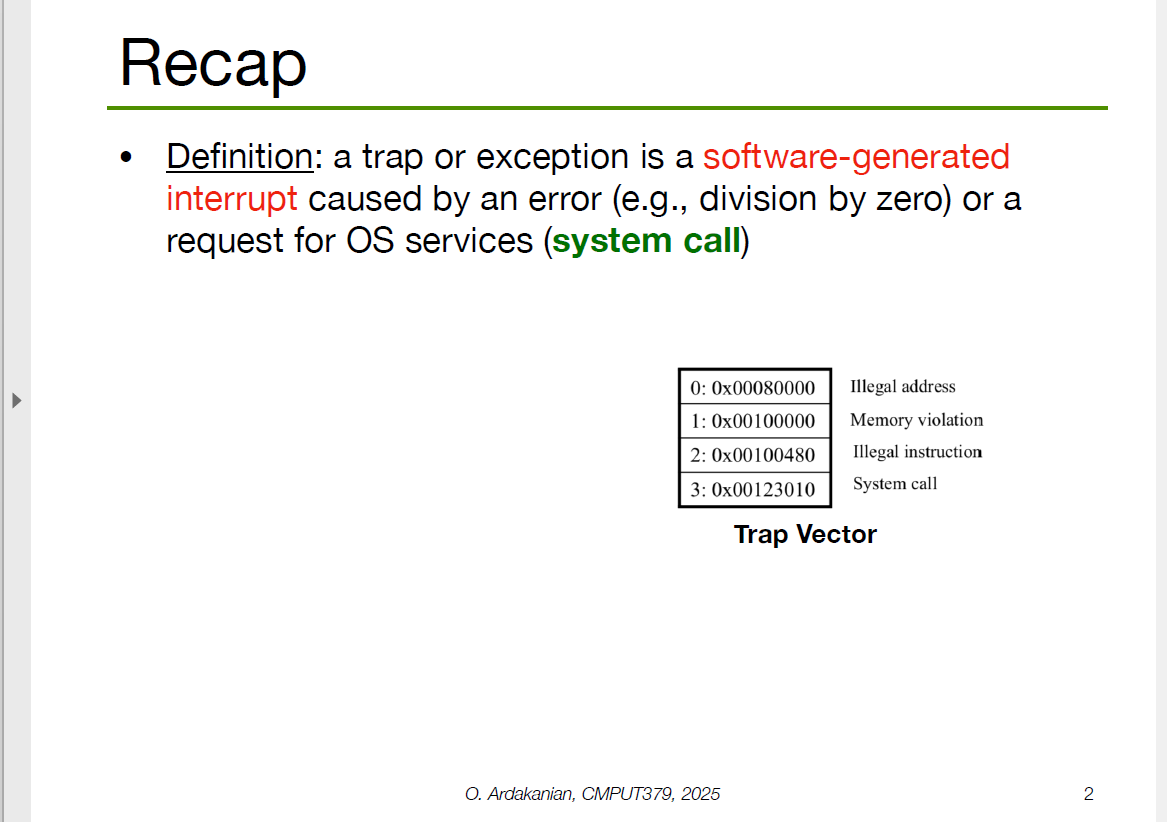 Recap
• Definition: a trap or exception is a software-generated
interrupt caused by an error (e.g., division by zero) or a
request for OS services (system call)
0: 0x00080000 Illegal address
1: 0x00100000 Memory violation
2: 0x00100480 Illegal instruction
3: 0x00123010 System call
Trap Vector
O. Ardakanian, CMPUT379, 2025 2